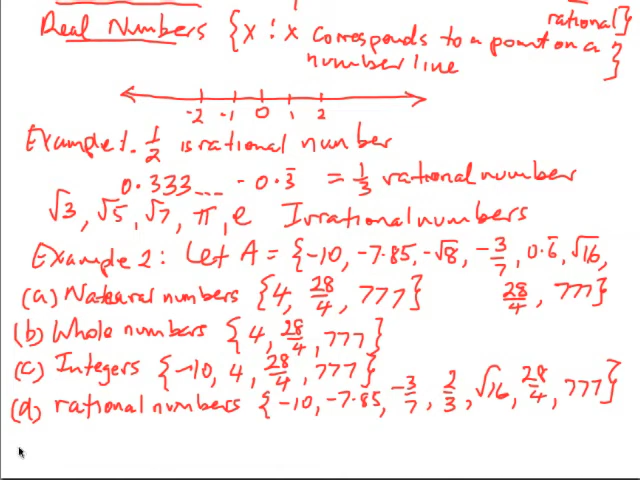 rational}
Real Numbers {x : x corresponds to a point on a
number line }
-2 -1 0 1 2
Example 1. 1/2 is rational number
0.333... - 0.3̄ = 1/3 rational number
√3, √5, √7, π, e Irrational numbers
Example 2: Let A = {-10, -7.85, -√8, -3/7, 0.6̄, √16,
28/4, 777}
(a) Natural numbers {4, 28/4, 777}
(b) Whole numbers {4, 28/4, 777}
(c) Integers {-10, 4, 28/4, 777}
(d) rational numbers {-10, -7.85, -3/7, 2/3, √16, 28/4, 777}